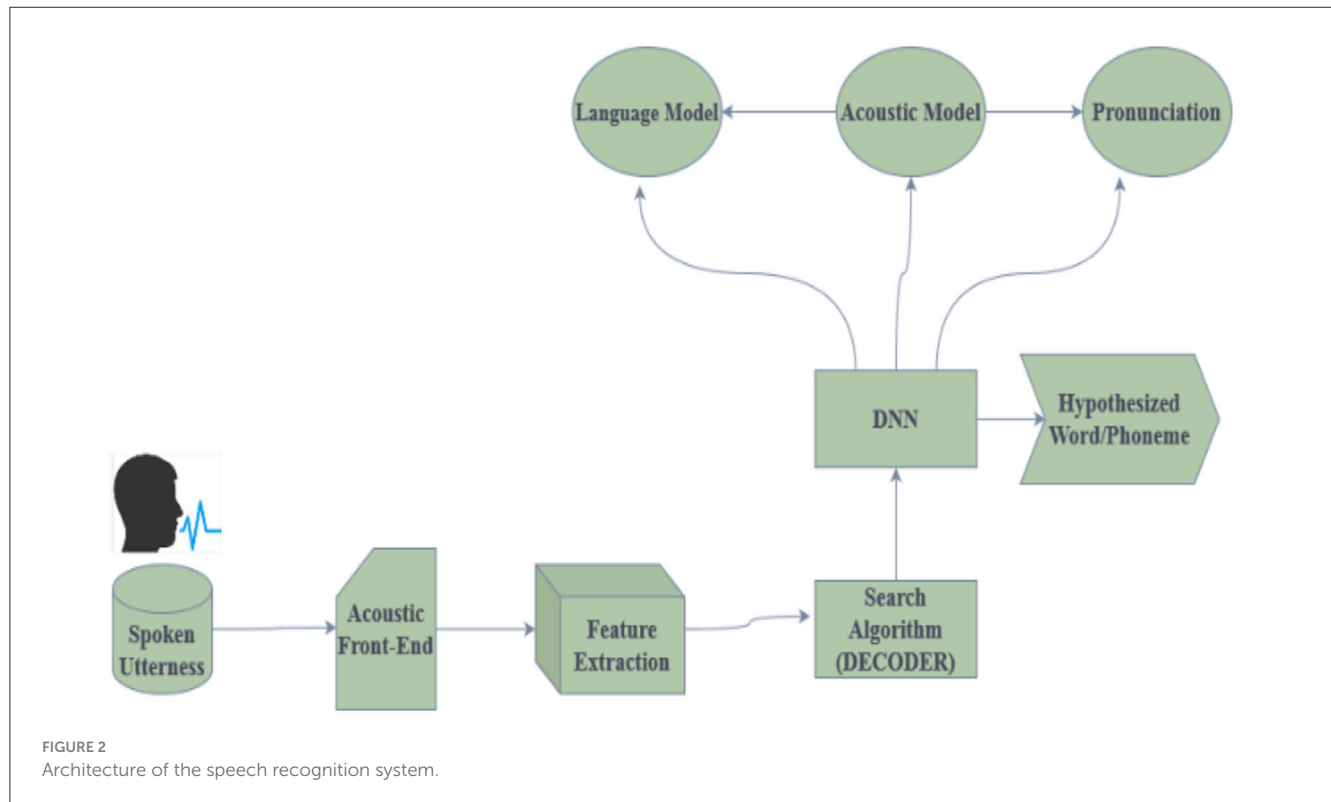 Language Model
Acoustic Model
Pronunciation
DNN
Hypothesized
Word/Phoneme
Spoken
Utterness
Acoustic
Front-End
Feature
Extraction
Search
Algorithm
(DECODER)
FIGURE 2
Architecture of the speech recognition system.